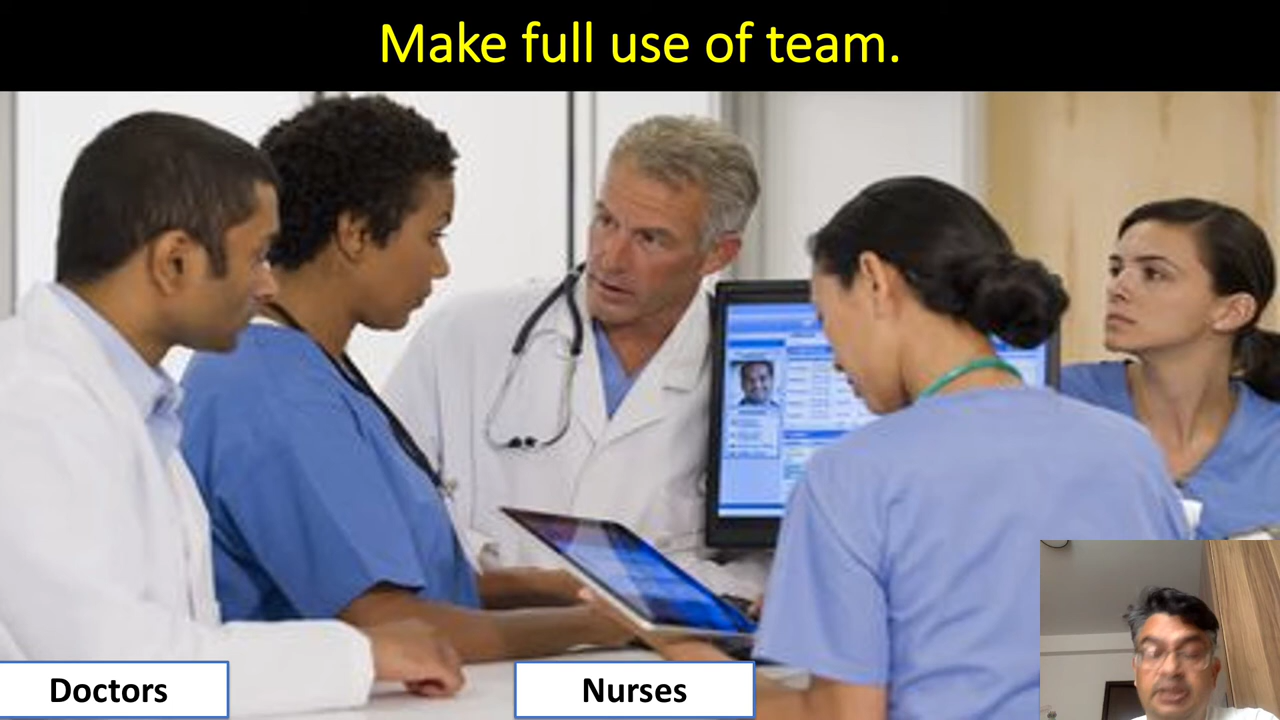 Make full use of team.
Doctors
Nurses